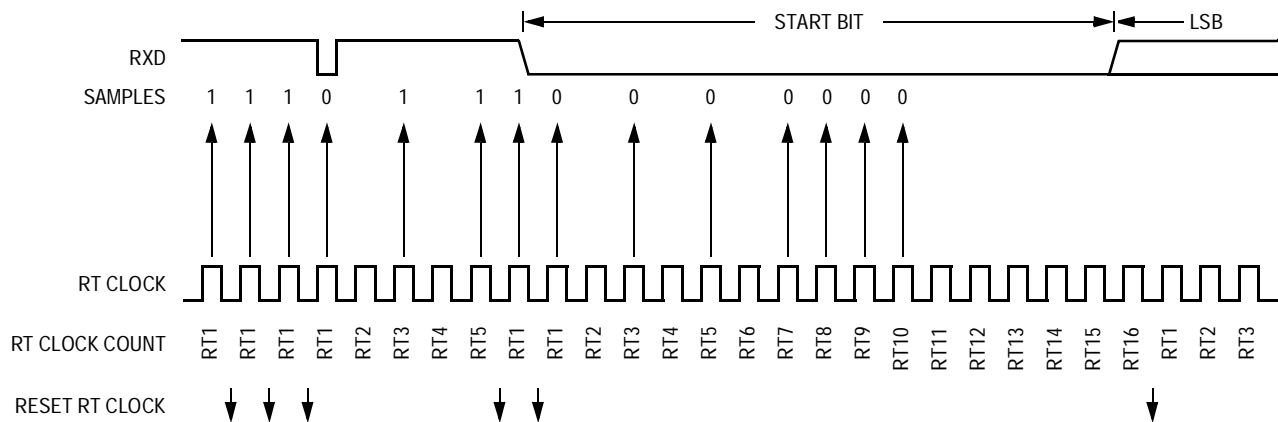 START BIT LSB
RXD
SAMPLES 1 1 1 0 1 1 1 0 0 0 0 0 0 0
RT CLOCK
RT CLOCK COUNT RT1 RT1 RT1 RT1 RT2 RT3 RT4 RT5 RT1 RT1 RT2 RT3 RT4 RT5 RT6 RT7 RT8 RT9 RT10 RT11 RT12 RT13 RT14 RT15 RT16 RT1 RT2 RT3
RESET RT CLOCK